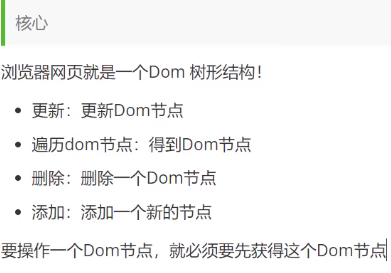 核心
浏览器网页就是一个Dom 树形结构！
• 更新：更新Dom节点
• 遍历dom节点：得到Dom节点
• 删除：删除一个Dom节点
• 添加：添加一个新的节点
要操作一个Dom节点，就必须要先获得这个Dom节点